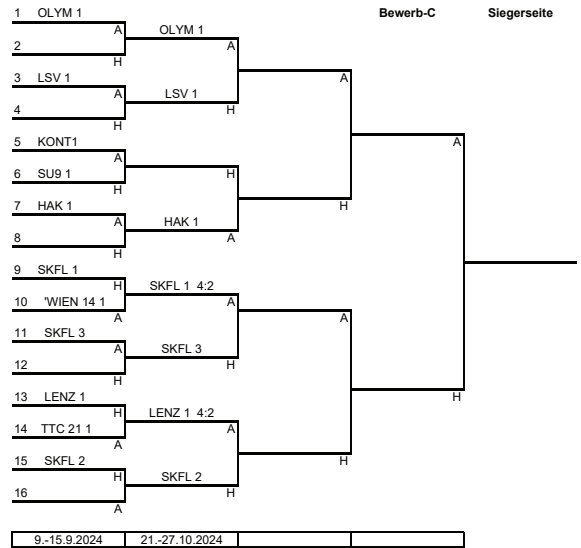 1 OLYM 1 Bewerb-C Siegerseite
A OLYM 1
2 A
H
3 LSV 1 A
A LSV 1
4 H
H
5 KONT1 A
A
6 SU9 1 H
H
7 HAK 1 H
A HAK 1
8 A
H
9 SKFL 1
H SKFL 1 4:2
10 'WIEN 14 1 A
A
11 SKFL 3 A
A SKFL 3
12 H
H
13 LENZ 1 H
H LENZ 1 4:2
14 TTC 21 1 A
A
15 SKFL 2 H
H SKFL 2
16 H
A
9.-15.9.2024 21.-27.10.2024